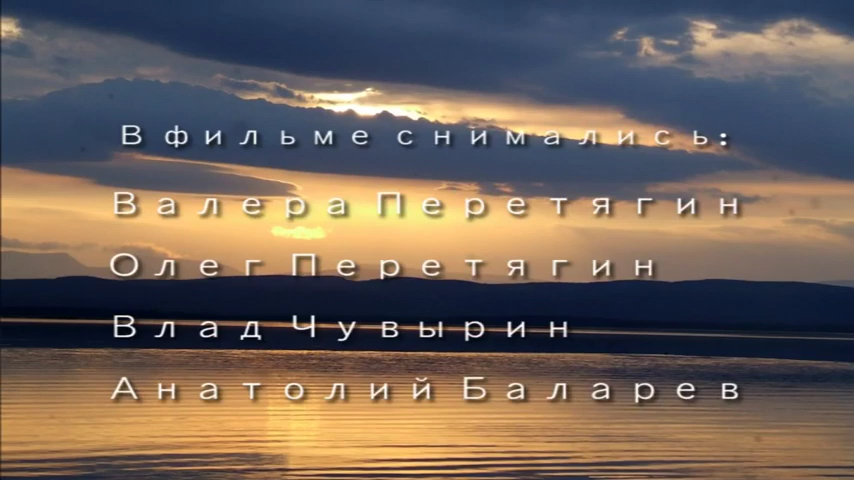 В фильме снимались:
Валера Перетягин
Олег Перетягин
Влад Чувырин
Анатолий Баларев